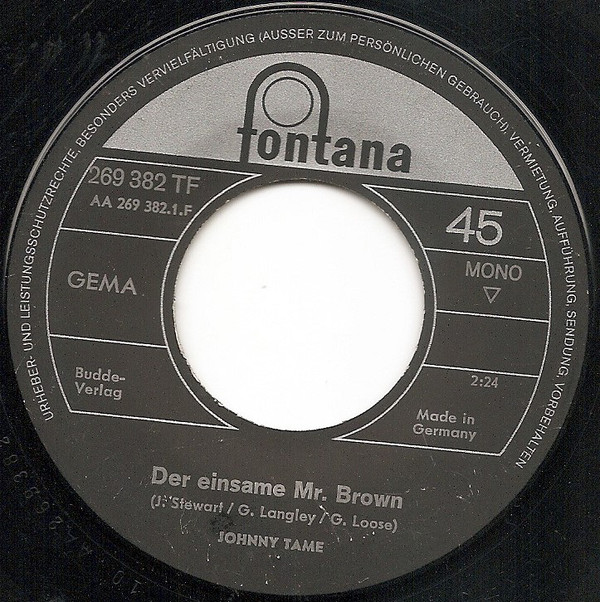 URHEBER- UND LEISTUNGSSCHUTZRECHTE, BESONDERS VERVIELFÄLTIGUNG (AUSSER ZUM PERSÖNLICHEN GEBRAUCH), VERMIETUNG, AUFFÜHRUNG, SENDUNG, VORBEHALTEN
fontana
269 382 TF
AA 269 382.1.F
45
MONO
GEMA
Budde-
Verlag
2:24
Made in
Germany
Der einsame Mr. Brown
(J. Stewart / G. Langley / G. Loose)
JOHNNY TAME